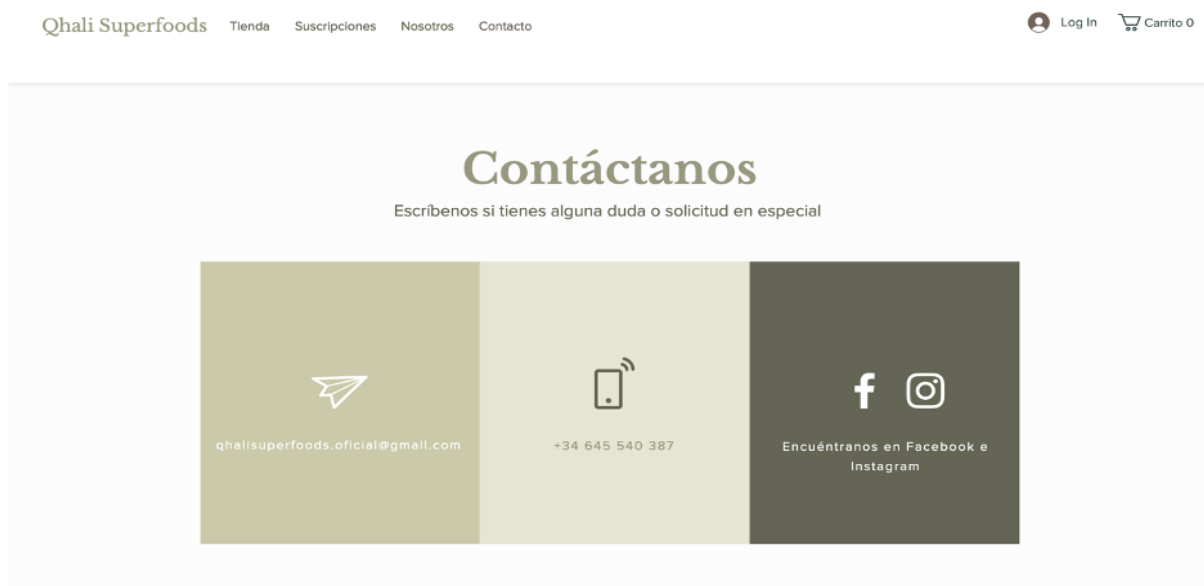 Qhali Superfoods Tienda Suscripciones Nosotros Contacto Log In Carrito 0
Contáctanos
Escríbenos si tienes alguna duda o solicitud en especial
qhalisuperfoods.oficial@gmail.com
+34 645 540 387
Encuéntranos en Facebook e
Instagram